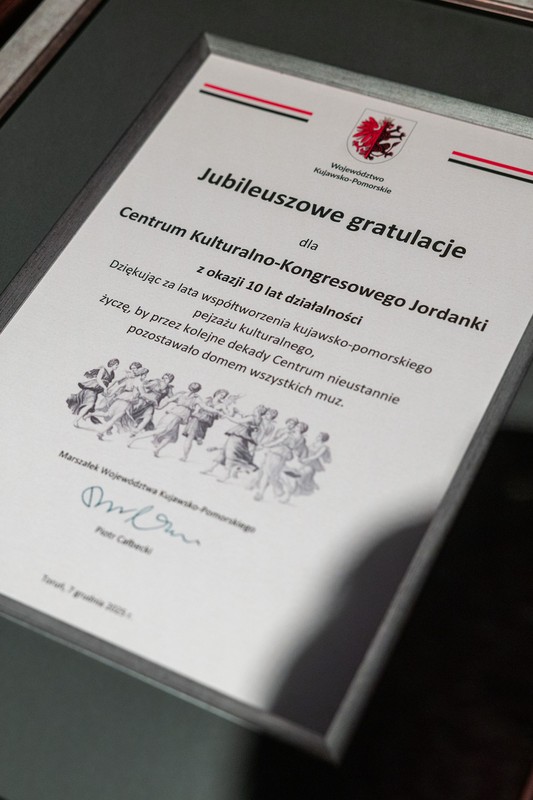 Województwo
Kujawsko-Pomorskie
Jubileuszowe gratulacje
dla
Centrum Kulturalno-Kongresowego Jordanki
z okazji 10 lat działalności
Dziękując za lata współtworzenia kujawsko-pomorskiego
pejzażu kulturalnego,
życzę, by przez kolejne dekady Centrum nieustannie
pozostawało domem wszystkich muz.
Marszałek Województwa Kujawsko-Pomorskiego
Piotr Całbecki
Toruń, 7 grudnia 2025 r.